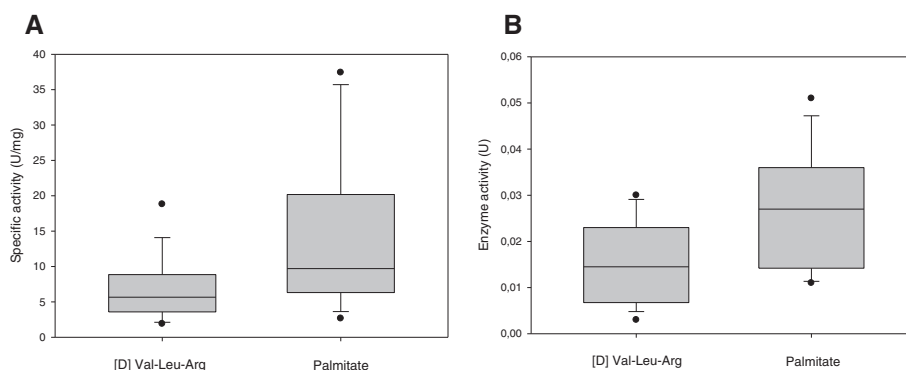 A
Specific activity (U/mg)
40
35
30
25
20
15
10
5
0
[D] Val-Leu-Arg
Palmitate
B
Enzyme activity (U)
0,06
0,05
0,04
0,03
0,02
0,01
0,00
[D] Val-Leu-Arg
Palmitate